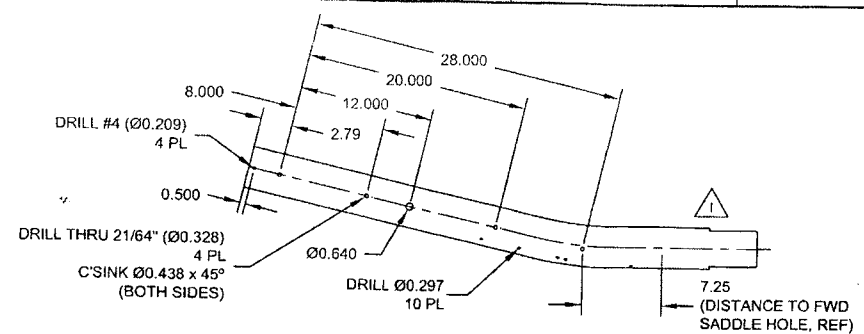 28.000
20.000
8.000
12.000
2.79
DRILL #4 (Ø0.209)
4 PL
0.500
DRILL THRU 21/64" (Ø0.328)
4 PL
C'SINK Ø0.438 x 45º
(BOTH SIDES)
Ø0.640
DRILL Ø0.297
10 PL
1
7.25
(DISTANCE TO FWD
SADDLE HOLE, REF)